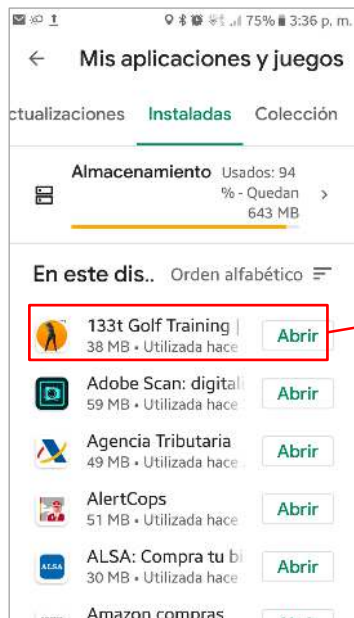 75% 3:36 p. m.
Mis aplicaciones y juegos
ctualizaciones Instaladas Colección
Almacenamiento Usados: 94
% - Quedan
643 MB
En este dis.. Orden alfabético
133t Golf Training |
38 MB • Utilizada hace
Abrir
Adobe Scan: digitali
59 MB • Utilizada hace
Abrir
Agencia Tributaria
49 MB • Utilizada hace
Abrir
AlertCops
51 MB • Utilizada hace
Abrir
ALSA
ALSA: Compra tu bi
30 MB • Utilizada hace
Abrir
Amazon compras